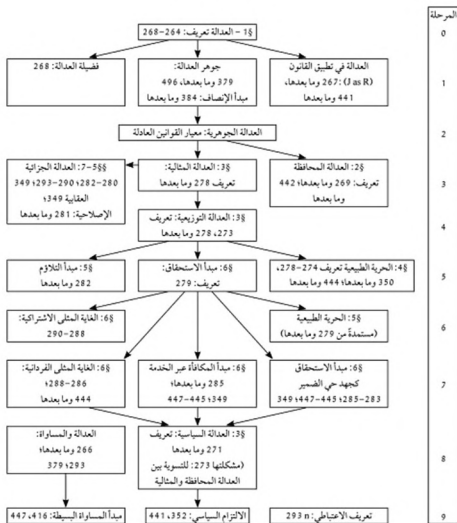 المرحلة
§1 – العدالة تعريف: 264-268
0
العدالة في تطبيق القانون
(J as R): 267 وما بعدها،
441 وما بعدها
جوهر العدالة:
379 وما بعدها، 496
مبدأ الإنصاف: 384 وما بعدها
فضيلة العدالة: 268
1
العدالة الجوهرية: معيار القوانين العادلة
2
§2: العدالة المحافظة
تعريف: 269 وما بعدها؛ 442
وما بعدها
§3: العدالة المثالية:
تعريف 278 وما بعدها
§§5-7: العدالة الجزائية
280-282؛ 290-293؛ 349
العقابية 349؛
الإصلاحية: 281 وما بعدها
3
§3: العدالة التوزيعية: تعريف
273، 278 وما بعدها
4
§4: الحرية الطبيعية تعريف 274-278،
350 وما بعدها؛ 444 وما بعدها
§6: مبدأ الاستحقاق:
تعريف: 279
§5: مبدأ التلاؤم
282 وما بعدها
5
§5: الحرية الطبيعية
(مستمدةً من 279 وما بعدها)
§6: الغاية المثلى الاشتراكية:
288-290
6
§6: مبدأ الاستحقاق
كجهد حي الضمير
283-285؛ 445-447؛ 349
§6: مبدأ المكافأة عبر الخدمة
285 وما بعدها؛
349؛ 445-447
§6: الغاية المثلى الفردانية:
286-288؛
444 وما بعدها
7
§3: العدالة السياسية: تعريف
271 وما بعدها
(مشكلتها 273: للتسوية بين
العدالة المحافظة والمثالية
العدالة والمساواة:
266 وما بعدها؛
293؛ 379
8
تعريف الاعتباطي: 293 n
الالتزام السياسي: 352، 441
مبدأ المساواة البسيطة: 416، 447
9